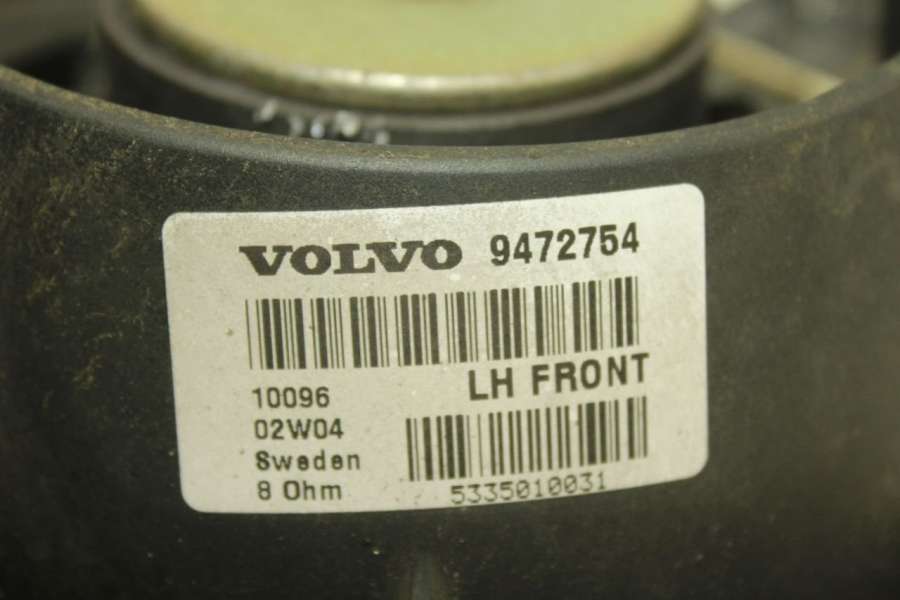 VOLVO 9472754
LH FRONT
10096
02W04
Sweden
8 Ohm
5335010031